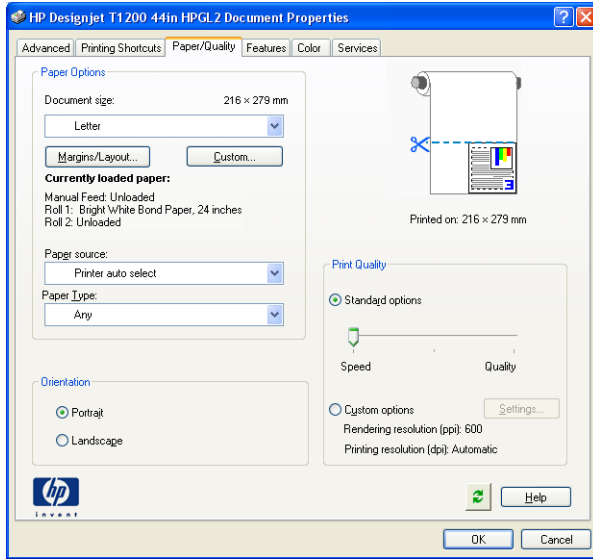 HP Designjet T1200 44in HPGL2 Document Properties
Advanced Printing Shortcuts Paper/Quality Features Color Services
Paper Options
Document size: 216 × 279 mm
Letter
Margins/Layout... Custom...
Currently loaded paper:
Manual Feed: Unloaded
Roll 1: Bright White Bond Paper, 24 inches
Roll 2: Unloaded
Paper source:
Printer auto select
Paper Type:
Any
Orientation
Portrait
Landscape
3
Printed on: 216 × 279 mm
Print Quality
Standard options
Speed Quality
Custom options Settings...
Rendering resolution (ppi): 600
Printing resolution (dpi): Automatic
hp
invent
Help
OK Cancel